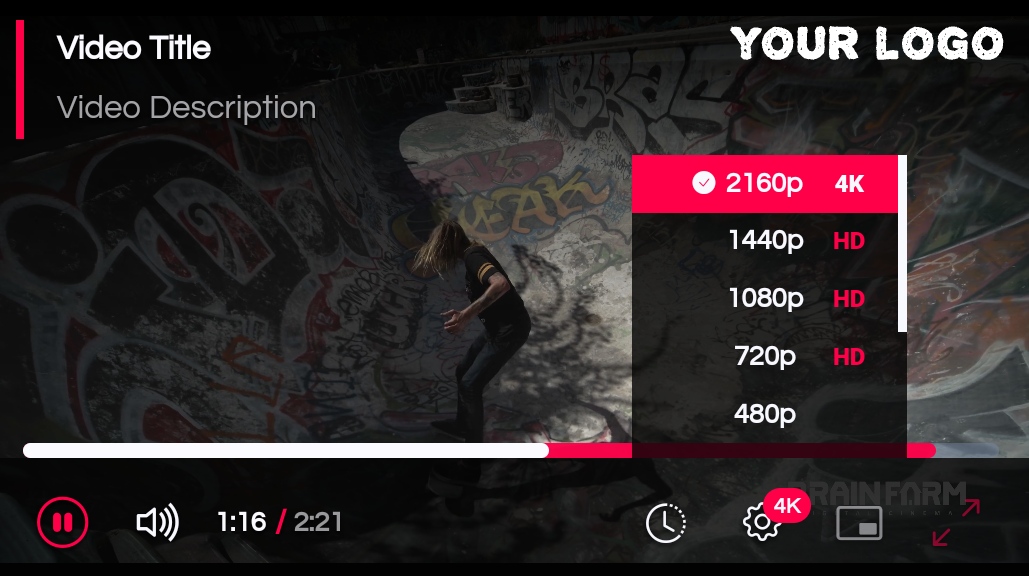 Video Title
YOUR LOGO
Video Description
2160p 4K
1440p HD
1080p HD
720p HD
480p
BRAINFARM
CINEMA
1:16 / 2:21
4K